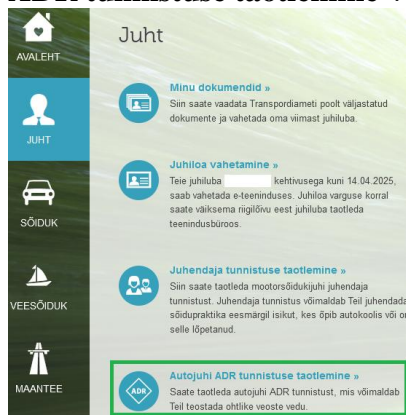 AVALEHT
JUHT
SÕIDUK
VEESÕIDUK
MAANTEE
Juht
Minu dokumendid »
Siin saate vaadata Transpordiameti poolt väljastatud
dokumente ja vahetada oma viimast juhiluba.
Juhiloa vahetamine »
Teie juhiluba kehtivusega kuni 14.04.2025,
saab vahetada e-teeninduses. Juhiloa varguse korral
saate väiksema riigilõivu eest juhiluba taotleda
teenindusbüroos.
Juhendaja tunnistuse taotlemine »
Siin saate taotleda mootorsõidukijuhi juhendaja
tunnistust. Juhendaja tunnistus võimaldab Teil juhendada
sõidupraktika eesmärgil isikut, kes õpib autokoolis või on
selle lõpetanud.
ADR
Autojuhi ADR tunnistuse taotlemine »
Saate taotleda autojuhi ADR tunnistust, mis võimaldab
Teil teostada ohtlike veoste vedu.